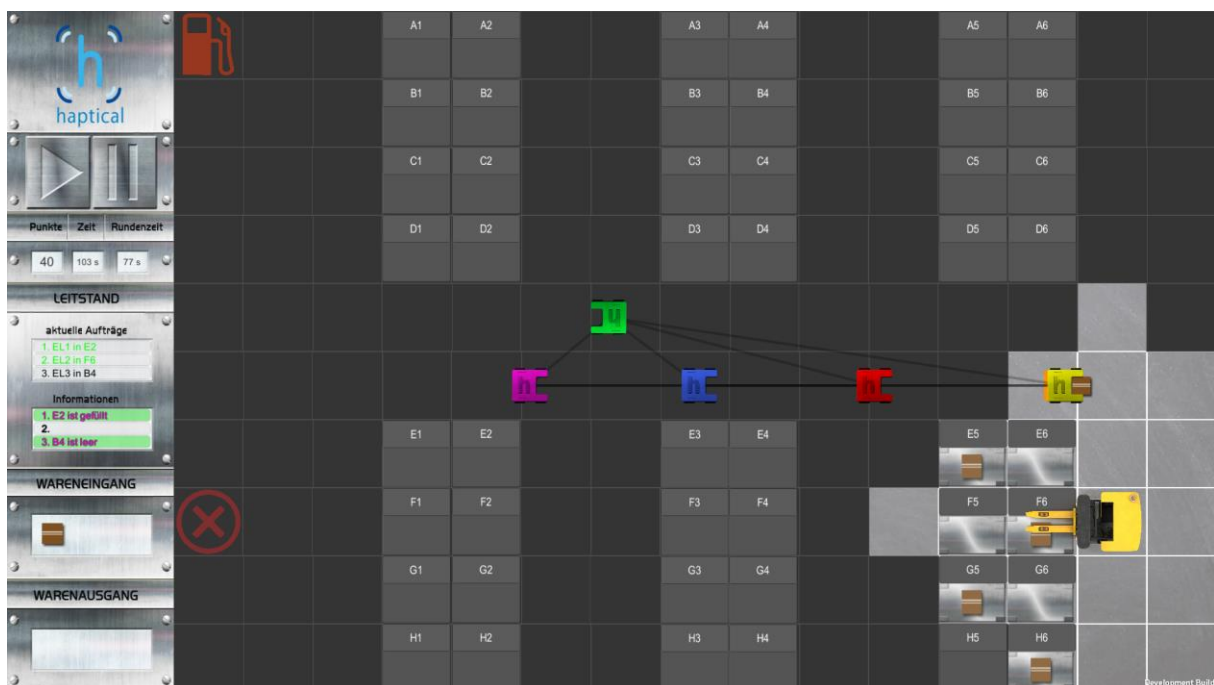 h
haptical
Punkte Zeit Rundenzeit
40 103 s 77 s
LEITSTAND
aktuelle Aufträge
1. EL1 in E2
2. EL2 in F6
3. EL3 in B4
Informationen
1. E2 ist gefüllt
2.
3. B4 ist leer
WARENEINGANG
WARENAUSGANG
A1 A2 A3 A4 A5 A6
B1 B2 B3 B4 B5 B6
C1 C2 C3 C4 C5 C6
D1 D2 D3 D4 D5 D6
h
h h h h
E1 E2 E3 E4 E5 E6
F1 F2 F3 F4 F5 F6
G1 G2 G3 G4 G5 G6
H1 H2 H3 H4 H5 H6
Development Build